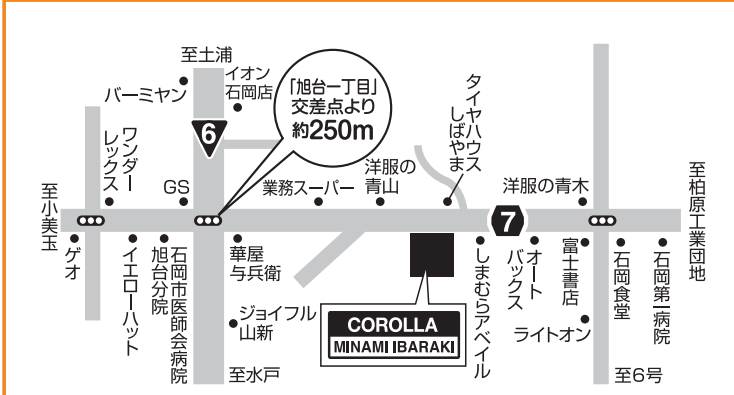 至土浦
バーミヤン
イオン
石岡店
「旭台一丁目」
交差点より
約250m
6
タイヤハウス
しばやま
ワンダー
レックス
GS
業務スーパー
洋服の
青山
洋服の青木
至小美玉
7
至柏原工業団地
ゲオ
イエローハット
石岡市医師会病院
旭台分院
華屋
与兵衛
ジョイフル
山新
至水戸
COROLLA
MINAMI IBARAKI
しまむらアベイル
オート
バックス
富士書店
ライトオン
石岡食堂
石岡第一病院
至6号